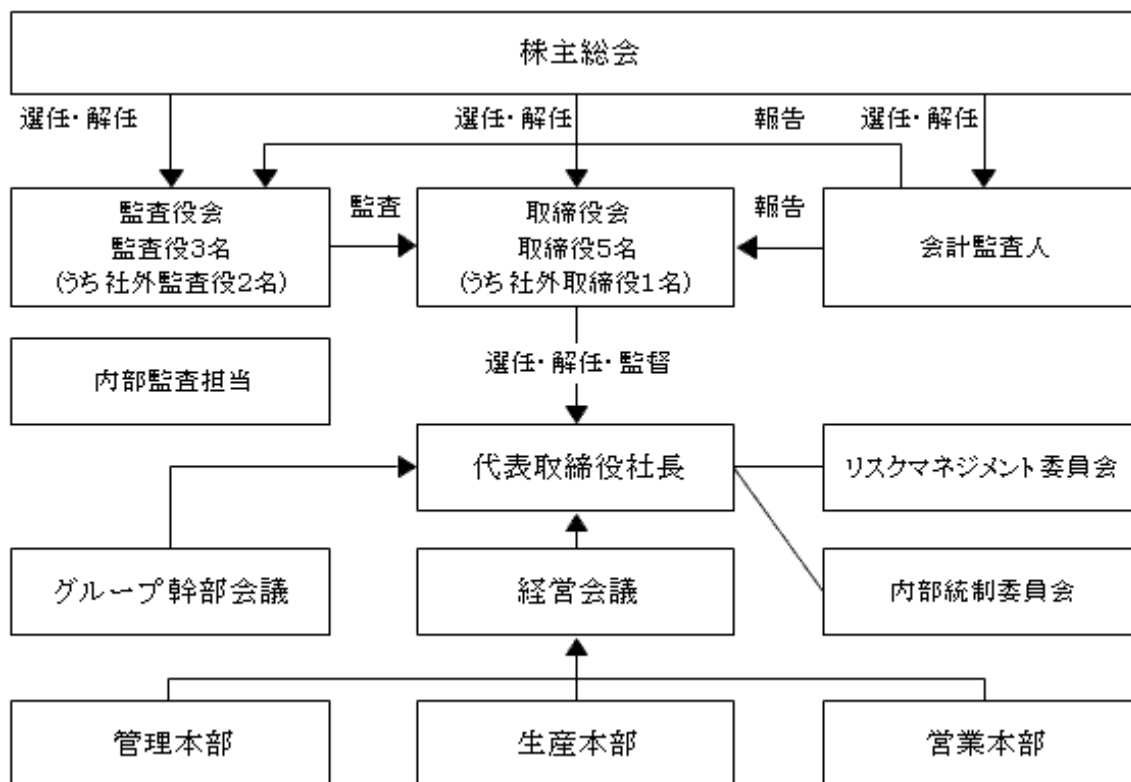 株主総会
選任・解任
選任・解任
報告
選任・解任
監査役会
監査役3名
(うち社外監査役2名)
監査
取締役会
取締役5名
(うち社外取締役1名)
報告
会計監査人
内部監査担当
選任・解任・監督
代表取締役社長
リスクマネジメント委員会
グループ幹部会議
経営会議
内部統制委員会
管理本部
生産本部
営業本部